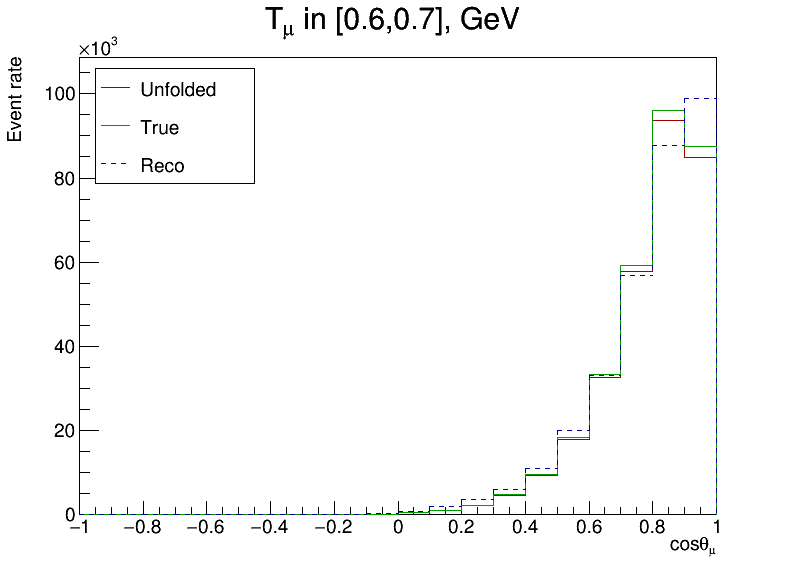 Tμ in [0.6,0.7], GeV
×10³
Event rate
Unfolded
True
Reco
100
80
60
40
20
0
−1 −0.8 −0.6 −0.4 −0.2 0 0.2 0.4 0.6 0.8 1
cosθμ